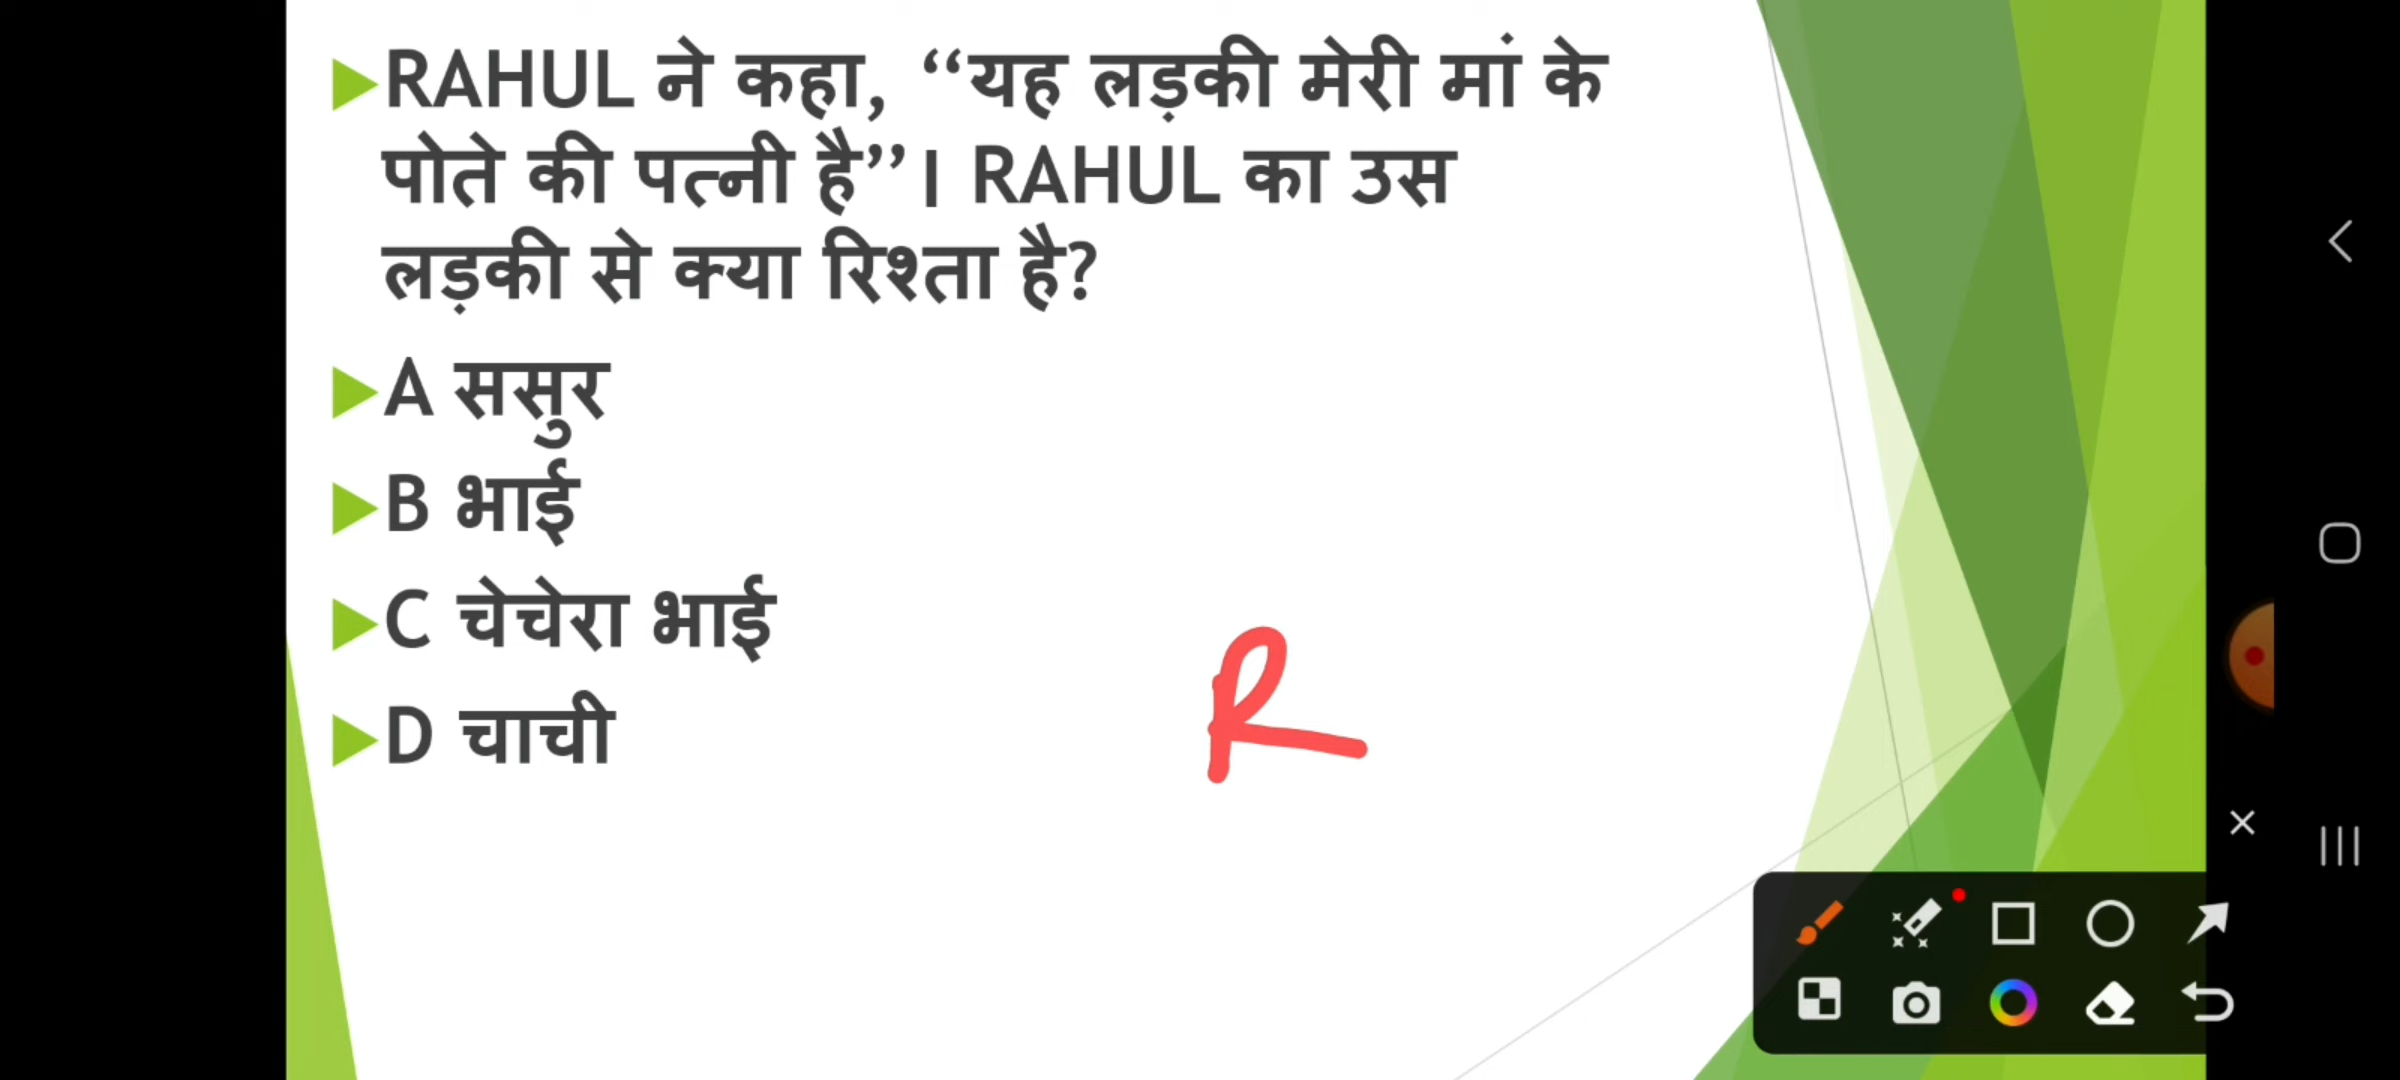 RAHUL ने कहा, “यह लड़की मेरी मां के
पोते की पत्नी है”। RAHUL का उस
लड़की से क्या रिश्ता है?
A ससुर
B भाई
C चेचेरा भाई
D चाची
R